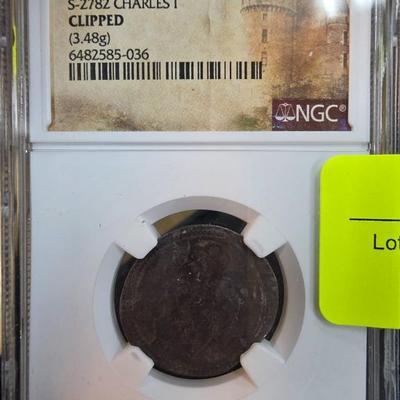 S-2782 CHARLES I
CLIPPED
(3.48g)
6482585-036
NGC®
Lot